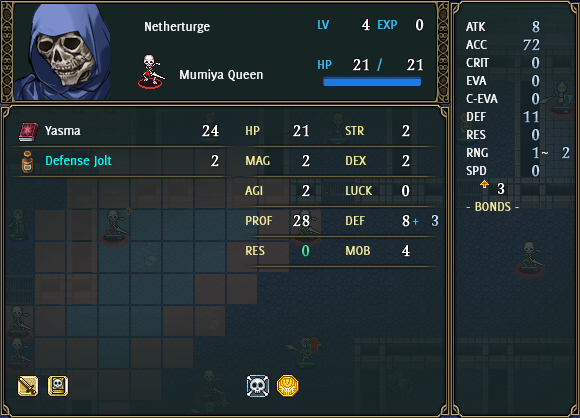 Netherturge
LV 4 EXP 0
Mumiya Queen
HP 21 / 21
Yasma 24
Defense Jolt 2
HP 21 STR 2
MAG 2 DEX 2
AGI 2 LUCK 0
PROF 28 DEF 8 + 3
RES 0 MOB 4
ATK 8
ACC 72
CRIT 0
EVA 0
C-EVA 0
DEF 11
RES 0
RNG 1 ~ 2
SPD 0
3
- BONDS -